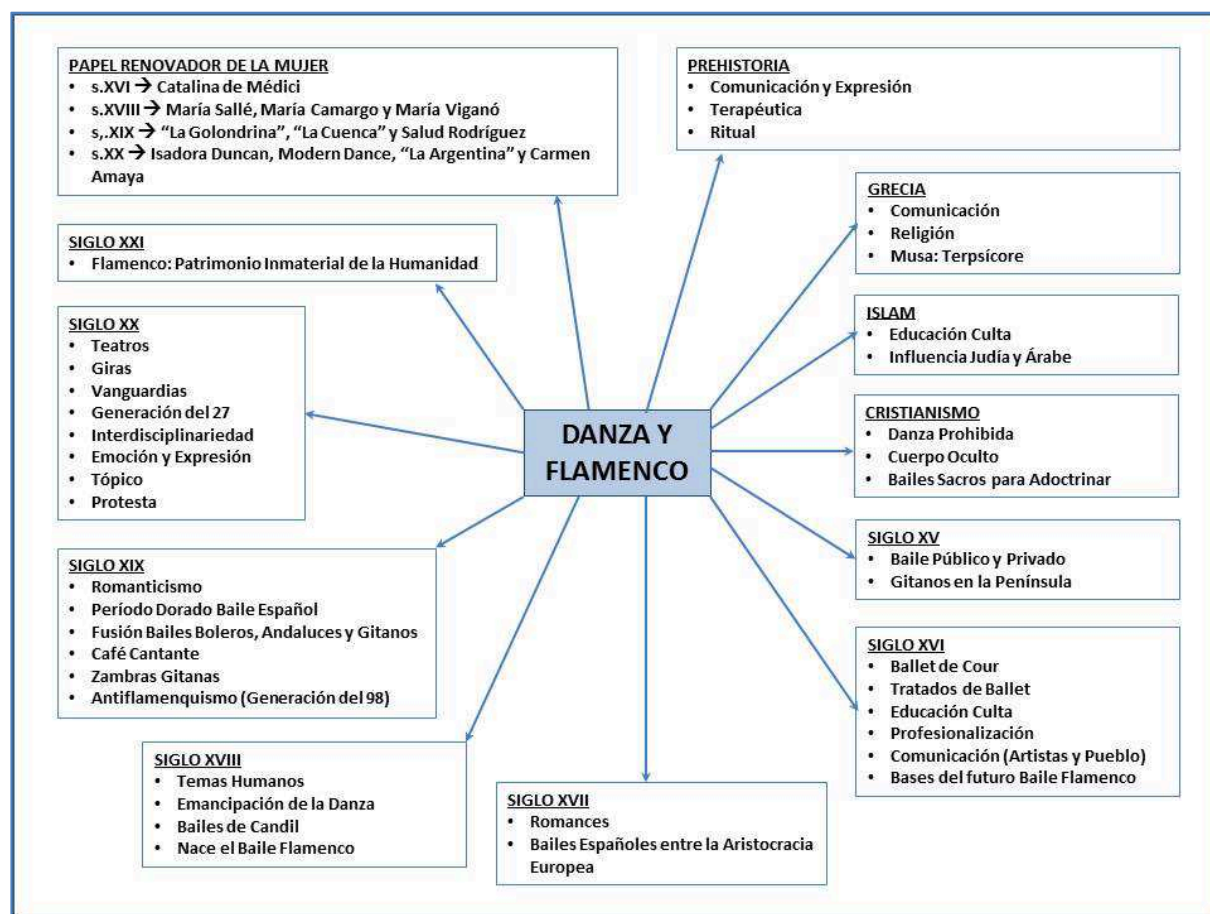 PAPEL RENOVADOR DE LA MUJER
• s.XVI → Catalina de Médici
• s.XVIII → María Sallé, María Camargo y María Viganó
• s,.XIX → “La Golondrina”, “La Cuenca” y Salud Rodríguez
• s.XX → Isadora Duncan, Modern Dance, “La Argentina” y Carmen
Amaya
PREHISTORIA
• Comunicación y Expresión
• Terapéutica
• Ritual
GRECIA
• Comunicación
• Religión
• Musa: Terpsícore
SIGLO XXI
• Flamenco: Patrimonio Inmaterial de la Humanidad
ISLAM
• Educación Culta
• Influencia Judía y Árabe
SIGLO XX
• Teatros
• Giras
• Vanguardias
• Generación del 27
• Interdisciplinariedad
• Emoción y Expresión
• Tópico
• Protesta
DANZA Y
FLAMENCO
CRISTIANISMO
• Danza Prohibida
• Cuerpo Oculto
• Bailes Sacros para Adoctrinar
SIGLO XV
• Baile Público y Privado
• Gitanos en la Península
SIGLO XIX
• Romanticismo
• Período Dorado Baile Español
• Fusión Bailes Boleros, Andaluces y Gitanos
• Café Cantante
• Zambras Gitanas
• Antiflamenquismo (Generación del 98)
SIGLO XVI
• Ballet de Cour
• Tratados de Ballet
• Educación Culta
• Profesionalización
• Comunicación (Artistas y Pueblo)
• Bases del futuro Baile Flamenco
SIGLO XVIII
• Temas Humanos
• Emancipación de la Danza
• Bailes de Candil
• Nace el Baile Flamenco
SIGLO XVII
• Romances
• Bailes Españoles entre la Aristocracia
Europea